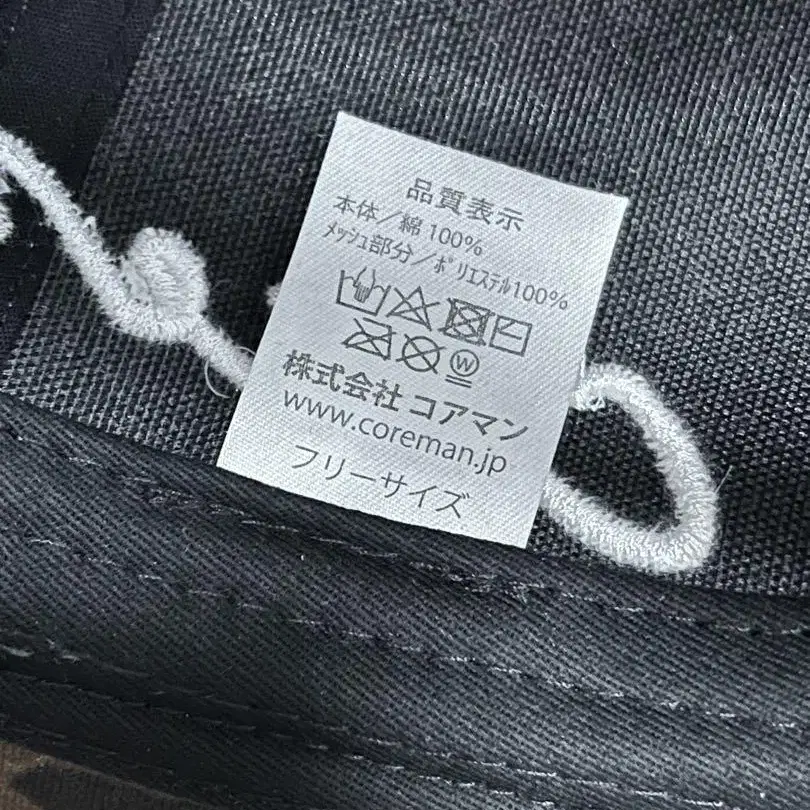 品質表示
本体／綿 100%
ﾒｯｼｭ部分／ﾎﾟﾘｴｽﾃﾙ100%
W
株式会社 コアマン
www.coreman.jp
フリーサイズ